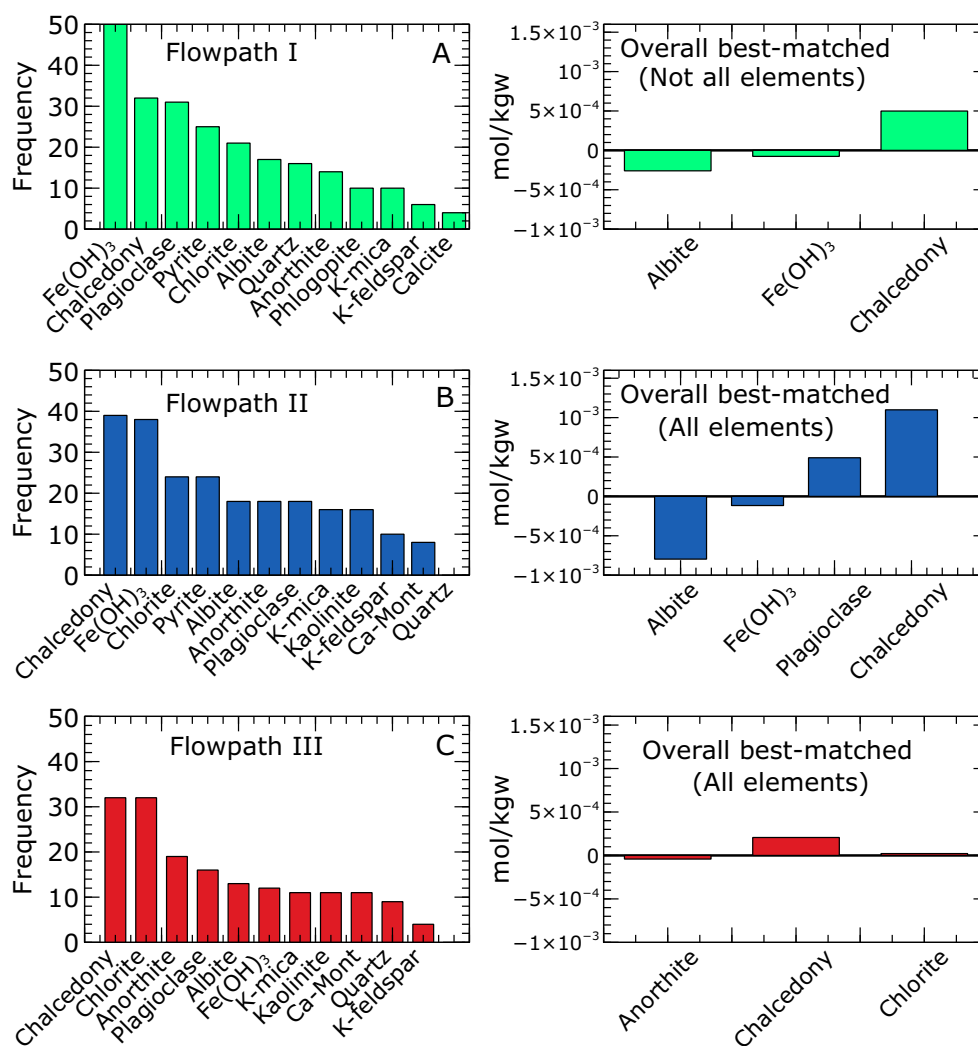 Flowpath I
A
Frequency
50
40
30
20
10
0
Fe(OH)₃
Chalcedony
Plagioclase
Pyrite
Chlorite
Albite
Quartz
Anorthite
Phlogopite
K-mica
K-feldspar
Calcite
Overall best-matched
(Not all elements)
mol/kgw
1.5×10⁻³
10⁻³
5×10⁻⁴
0
−5×10⁻⁴
−1×10⁻³
Albite
Fe(OH)₃
Chalcedony
Flowpath II
B
Frequency
50
40
30
20
10
0
Chalcedony
Fe(OH)₃
Chlorite
Pyrite
Albite
Anorthite
Plagioclase
K-mica
Kaolinite
K-feldspar
Ca-Mont
Quartz
Overall best-matched
(All elements)
mol/kgw
1.5×10⁻³
10⁻³
5×10⁻⁴
0
−5×10⁻⁴
−1×10⁻³
Albite
Fe(OH)₃
Plagioclase
Chalcedony
Flowpath III
C
Frequency
50
40
30
20
10
0
Chalcedony
Chlorite
Anorthite
Plagioclase
Albite
Fe(OH)₃
K-mica
Kaolinite
Ca-Mont
Quartz
K-feldspar
Overall best-matched
(All elements)
mol/kgw
1.5×10⁻³
10⁻³
5×10⁻⁴
0
−5×10⁻⁴
−1×10⁻³
Anorthite
Chalcedony
Chlorite